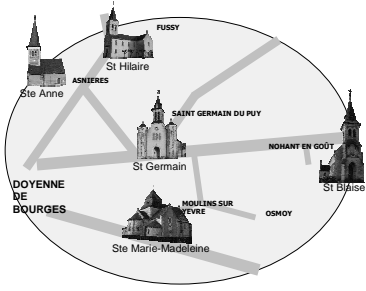 FUSSY
St Hilaire
ASNIERES
Ste Anne
SAINT GERMAIN DU PUY
NOHANT EN GOÛT
St Germain
St Blaise
DOYENNE
DE
BOURGES
MOULINS SUR
YEVRE
OSMOY
Ste Marie-Madeleine